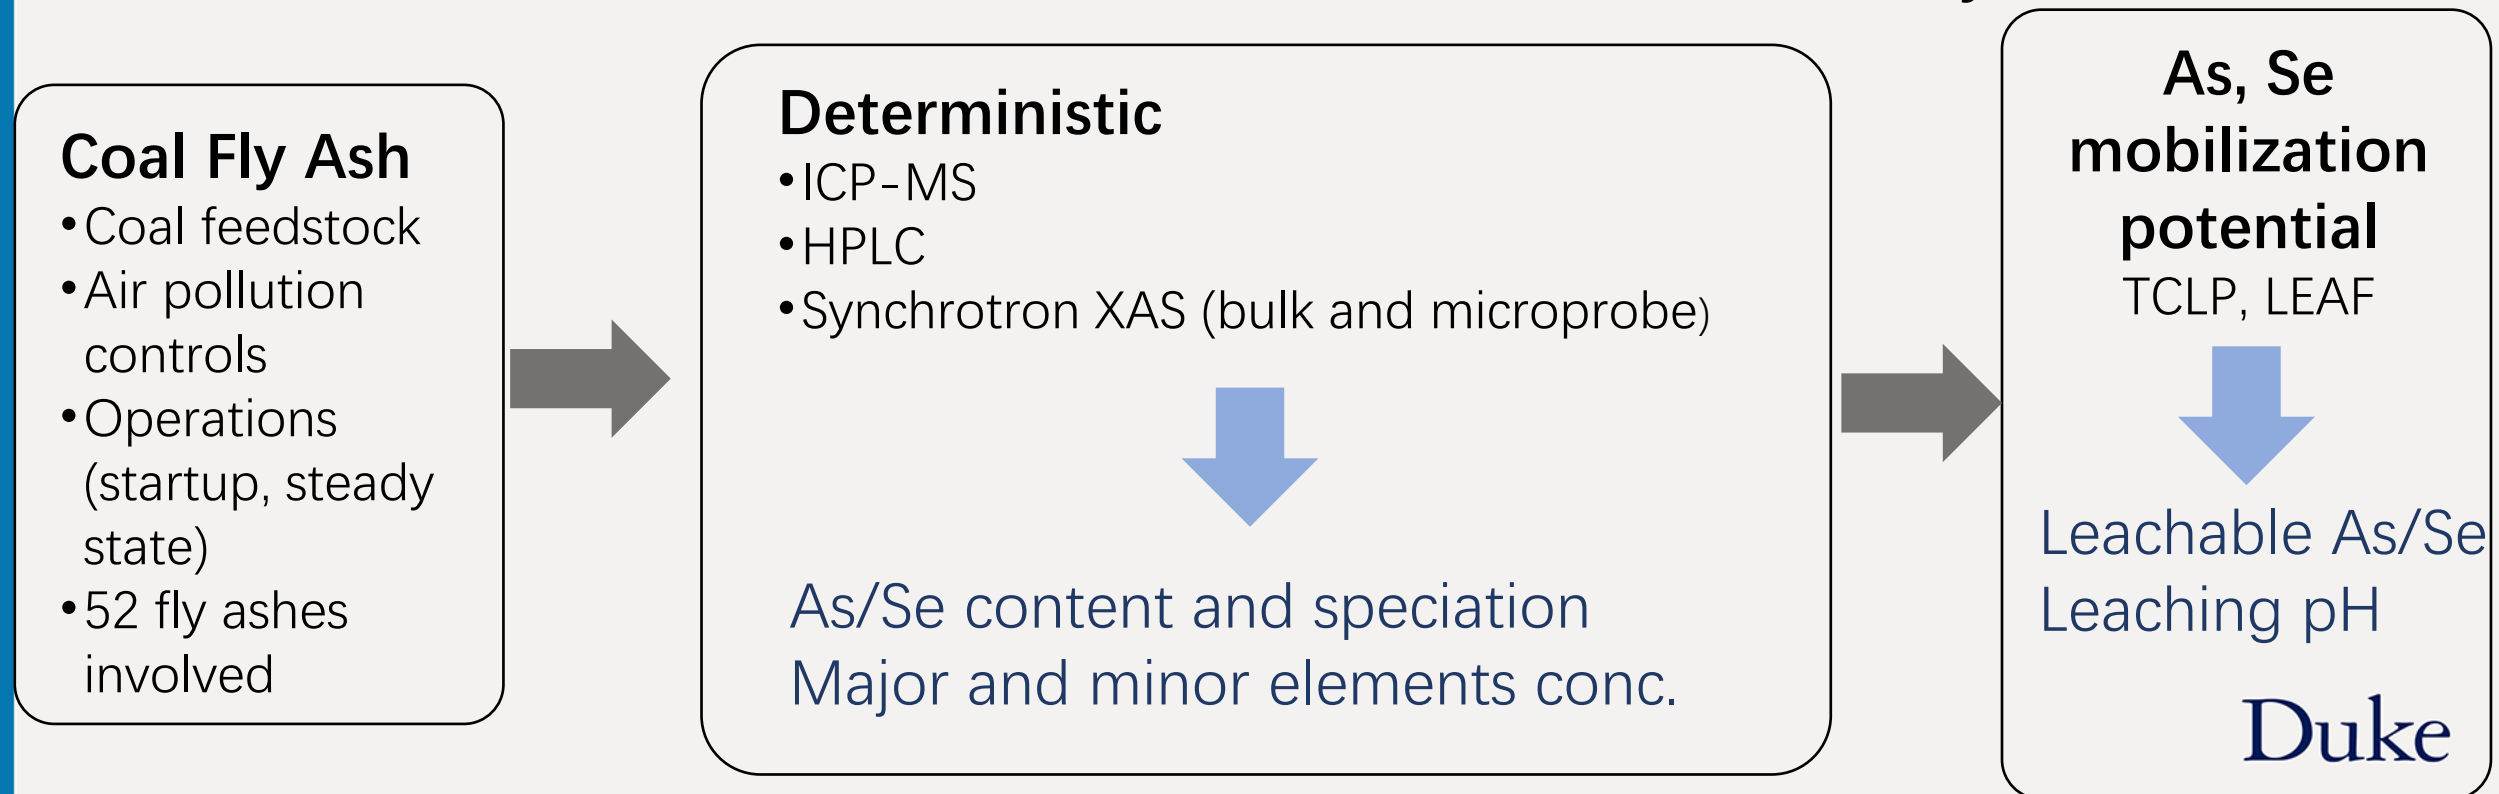 Coal Fly Ash
•Coal feedstock
•Air pollution
controls
•Operations
(startup, steady
state)
•52 fly ashes
involved
Deterministic
•ICP-MS
•HPLC
•Synchrotron XAS (bulk and microprobe)
As/Se content and speciation
Major and minor elements conc.
As, Se
mobilization
potential
TCLP, LEAF
Leachable As/Se
Leaching pH
Duke